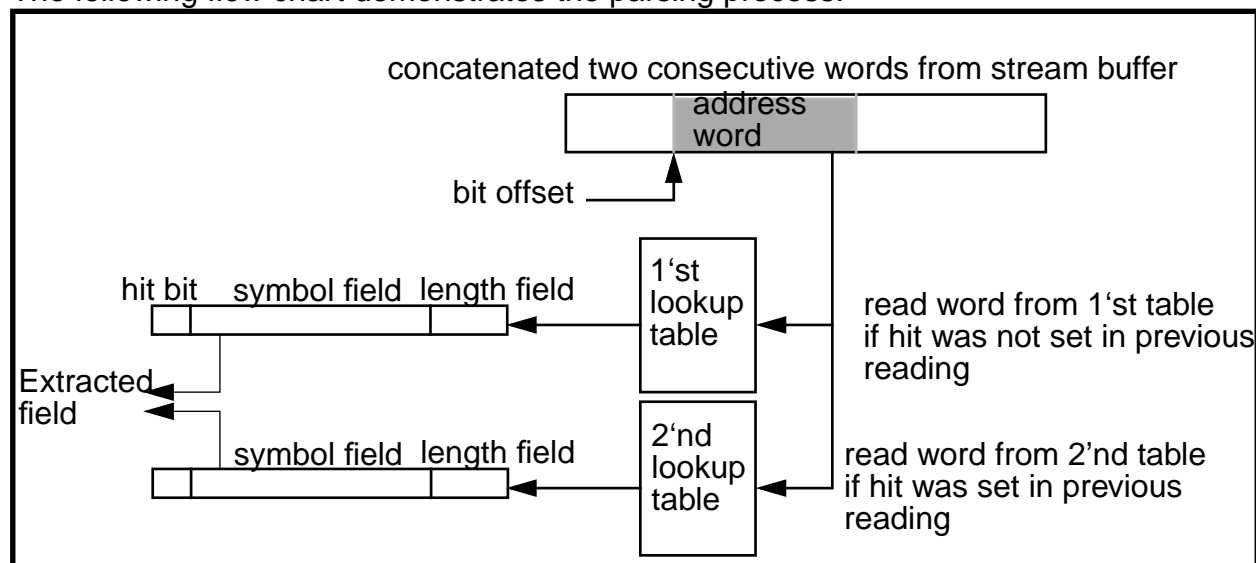 The following flow chart demonstrates the parsing process:
concatenated two consecutive words from stream buffer
address
word
bit offset
hit bit symbol field length field
1‘st
lookup
table
read word from 1‘st table
if hit was not set in previous
reading
Extracted
field
symbol field length field
2‘nd
lookup
table
read word from 2’nd table
if hit was set in previous
reading